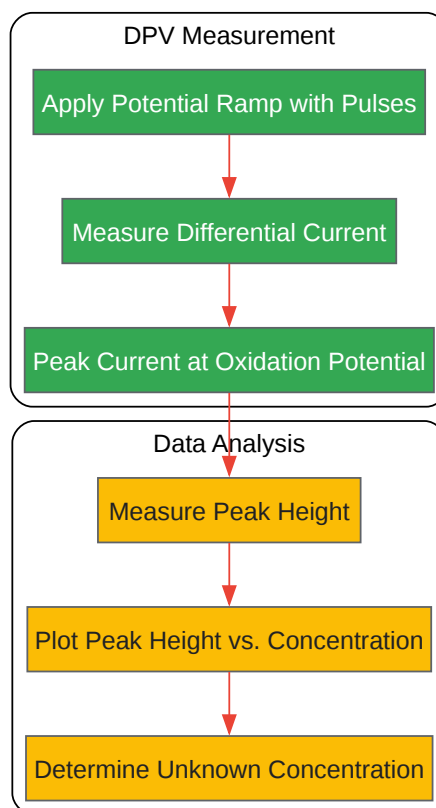 DPV Measurement
Apply Potential Ramp with Pulses
Measure Differential Current
Peak Current at Oxidation Potential
Data Analysis
Measure Peak Height
Plot Peak Height vs. Concentration
Determine Unknown Concentration